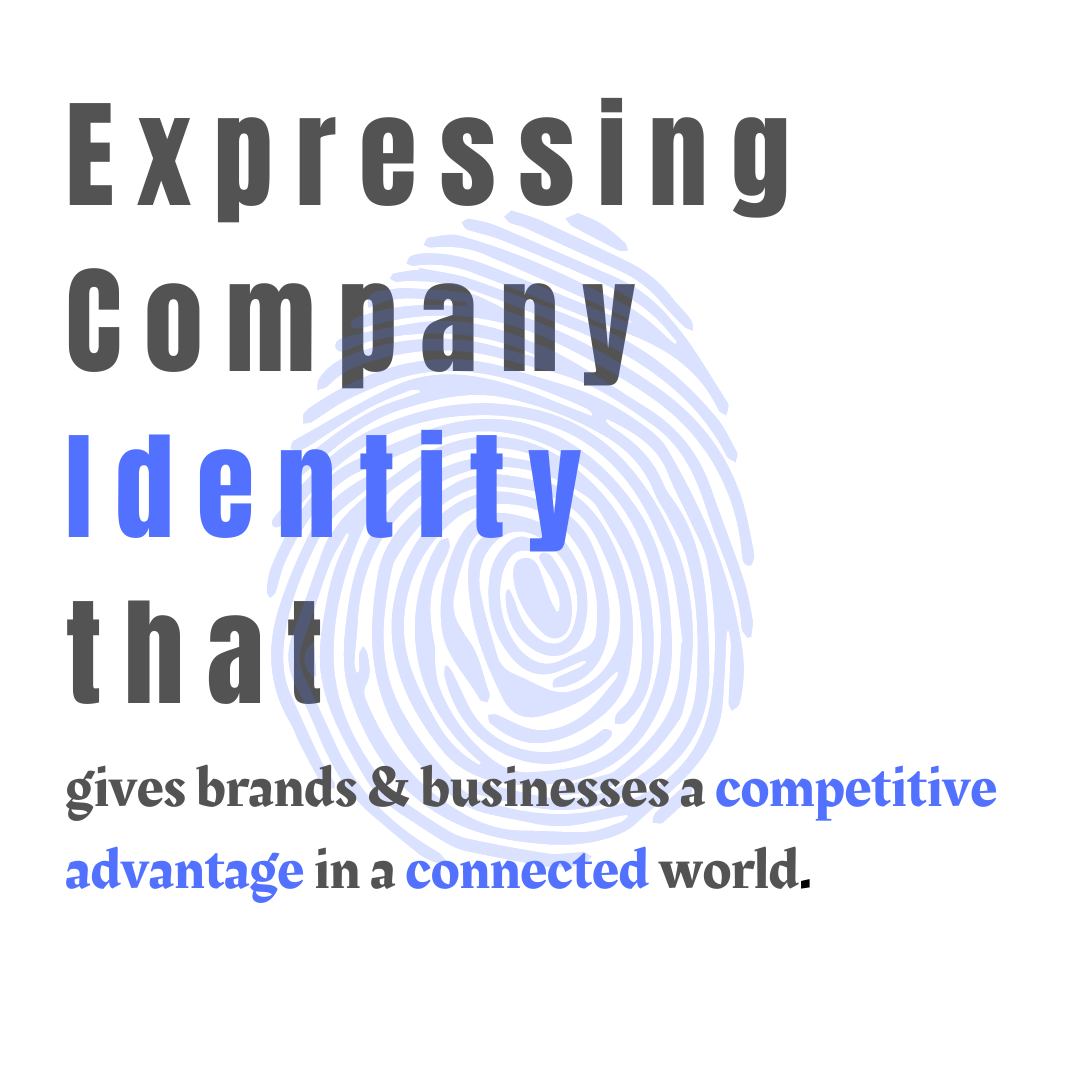 Expressing
Company
Identity
that
gives brands & businesses a competitive
advantage in a connected world.